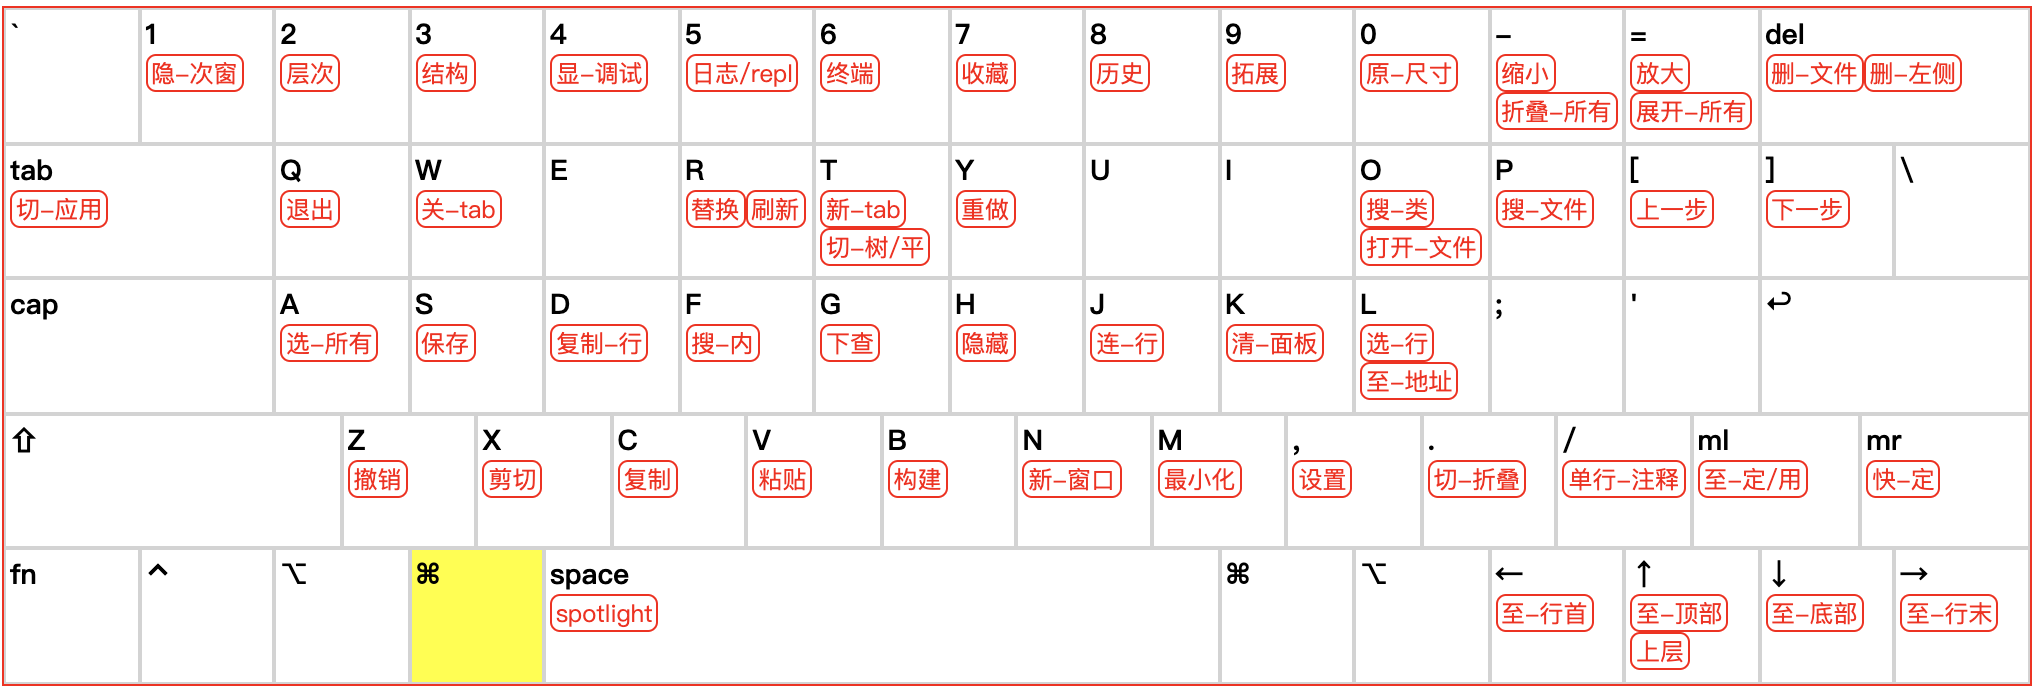 ` 1 2 3 4 5 6 7 8 9 0 – = del
隐–次窗 层次 结构 显–调试 日志/repl 终端 收藏 历史 拓展 原–尺寸 缩小 放大 删–文件 删–左侧
折叠–所有 展开–所有
tab Q W E R T Y U I O P [ ] \
切–应用 退出 关–tab 替换 刷新 新–tab 重做 搜–类 搜–文件 上一步 下一步
切–树/平 打开–文件
cap A S D F G H J K L ; ' ↩
选–所有 保存 复制–行 搜–内 下查 隐藏 连–行 清–面板 选–行
至–地址
⇧ Z X C V B N M , . / ml mr
撤销 剪切 复制 粘贴 构建 新–窗口 最小化 设置 切–折叠 单行–注释 至–定/用 快–定
fn ^ ⌥ ⌘ space ⌘ ⌥ ← ↑ ↓ →
spotlight 至–行首 至–顶部 至–底部 至–行末
上层